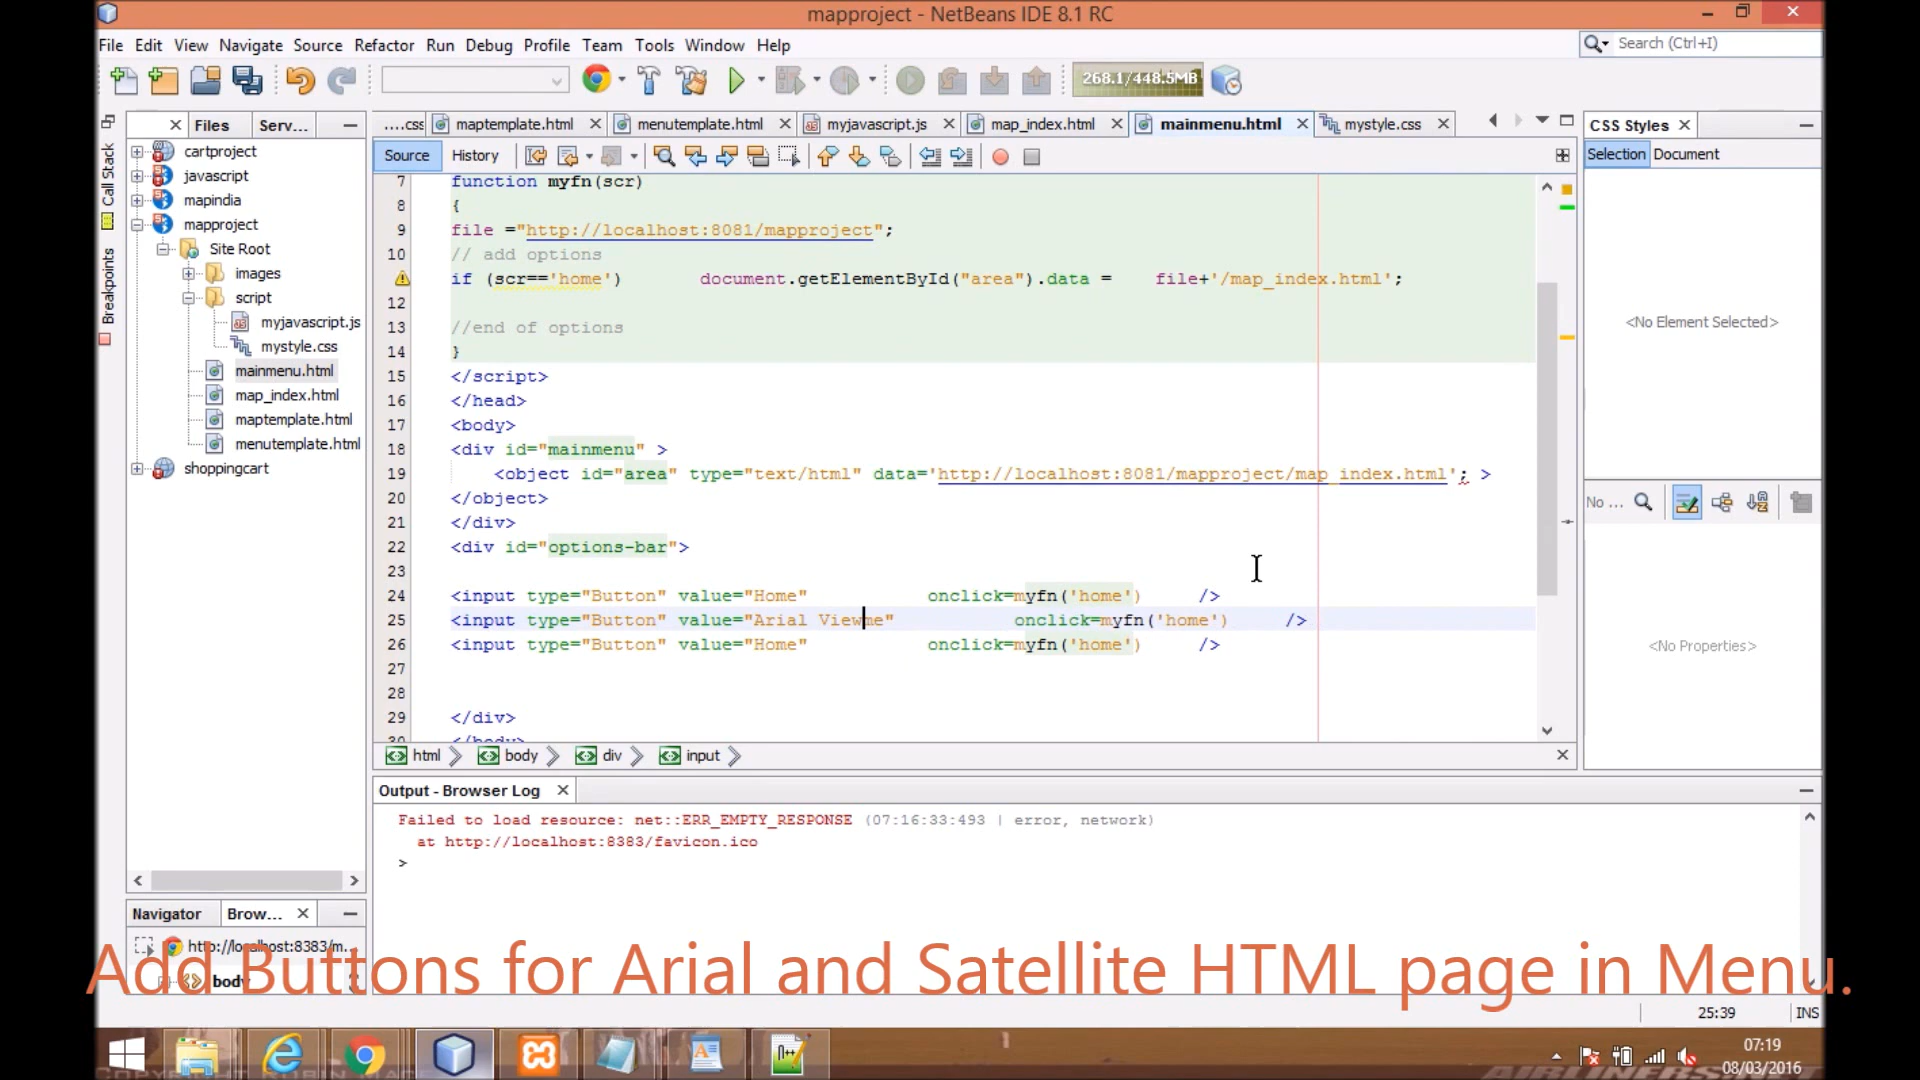 mapproject - NetBeans IDE 8.1 RC
File Edit View Navigate Source Refactor Run Debug Profile Team Tools Window Help
Search (Ctrl+I)
268.1/448.5MB
Files Serv...
....css maptemplate.html menutemplate.html myjavascript.js map_index.html mainmenu.html mystyle.css
CSS Styles
Source History
Selection Document
Call Stack
Breakpoints
cartproject
javascript
mapindia
mapproject
Site Root
images
script
myjavascript.js
mystyle.css
mainmenu.html
map_index.html
maptemplate.html
menutemplate.html
shoppingcart
7 function myfn(scr)
8 {
9 file ="http://localhost:8081/mapproject";
10 // add options
if (scr=='home') document.getElementById("area").data = file+'/map_index.html';
12
13 //end of options
14 }
15 </script>
16 </head>
17 <body>
18 <div id="mainmenu" >
19 <object id="area" type="text/html" data='http://localhost:8081/mapproject/map_index.html'; >
20 </object>
21 </div>
22 <div id="options-bar">
23
24 <input type="Button" value="Home" onclick=myfn('home') />
25 <input type="Button" value="Arial Viewme" onclick=myfn('home') />
26 <input type="Button" value="Home" onclick=myfn('home') />
27
28
29 </div>
30 </body>
html body div input
<No Element Selected>
No ...
<No Properties>
Output - Browser Log
Failed to load resource: net::ERR_EMPTY_RESPONSE (07:16:33:493 | error, network)
at http://localhost:8383/favicon.ico
>
Navigator Brow...
http://localhost:8383/m...
body
Add Buttons for Arial and Satellite HTML page in Menu.
25:39 INS
07:19
08/03/2016